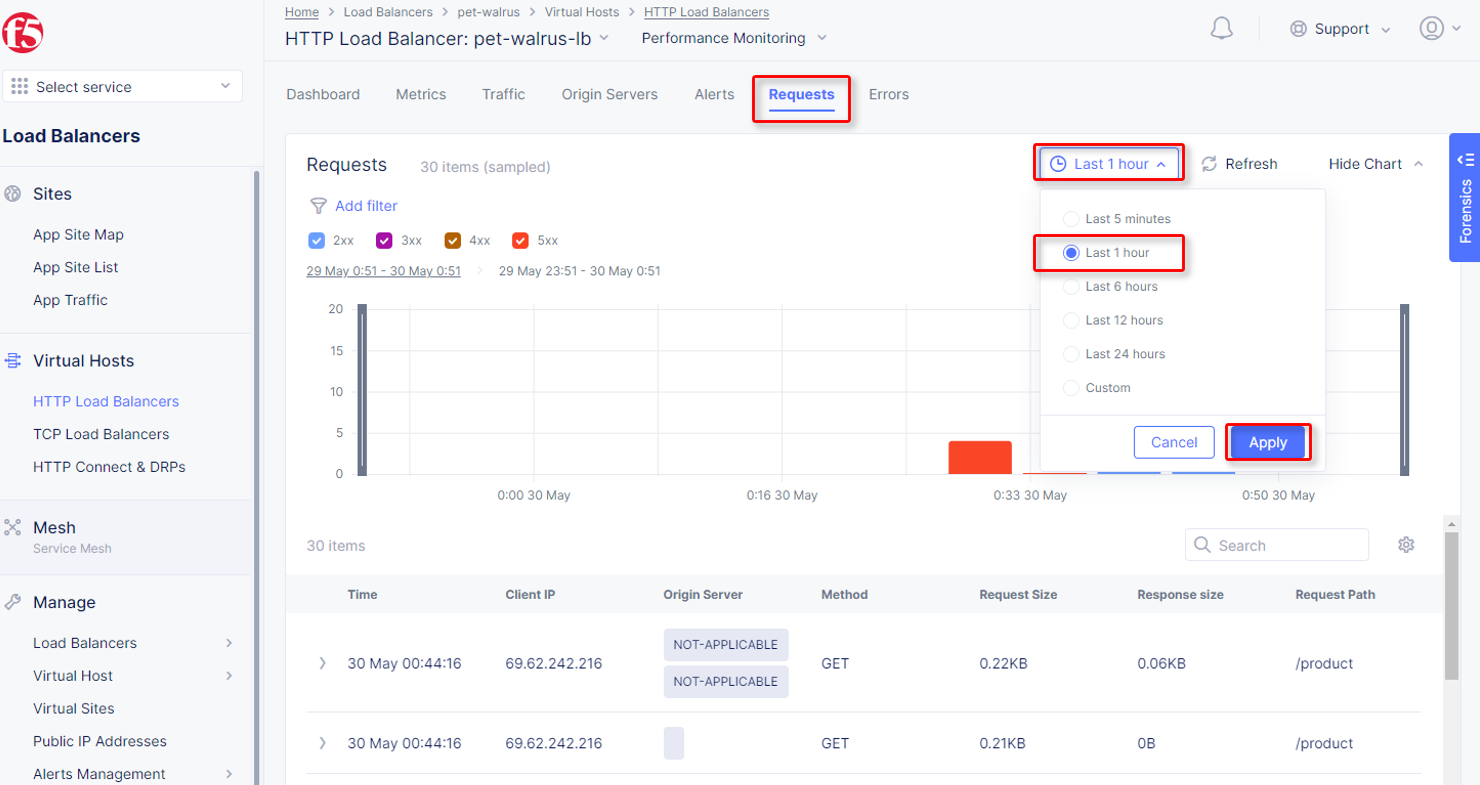 f5
Home > Load Balancers > pet-walrus > Virtual Hosts > HTTP Load Balancers
HTTP Load Balancer: pet-walrus-lb
Performance Monitoring
Support
Select service
Load Balancers
Sites
App Site Map
App Site List
App Traffic
Virtual Hosts
HTTP Load Balancers
TCP Load Balancers
HTTP Connect & DRPs
Mesh
Service Mesh
Manage
Load Balancers
Virtual Host
Virtual Sites
Public IP Addresses
Alerts Management
Dashboard Metrics Traffic Origin Servers Alerts Requests Errors
Requests 30 items (sampled)
Last 1 hour
Refresh
Hide Chart
Forensics
Add filter
2xx 3xx 4xx 5xx
29 May 0:51 - 30 May 0:51 > 29 May 23:51 - 30 May 0:51
Last 5 minutes
Last 1 hour
Last 6 hours
Last 12 hours
Last 24 hours
Custom
Cancel Apply
20
15
10
5
0
0:00 30 May 0:16 30 May 0:33 30 May 0:50 30 May
30 items
Search
Time Client IP Origin Server Method Request Size Response size Request Path
30 May 00:44:16 69.62.242.216 NOT-APPLICABLE NOT-APPLICABLE GET 0.22KB 0.06KB /product
30 May 00:44:16 69.62.242.216 GET 0.21KB 0B /product